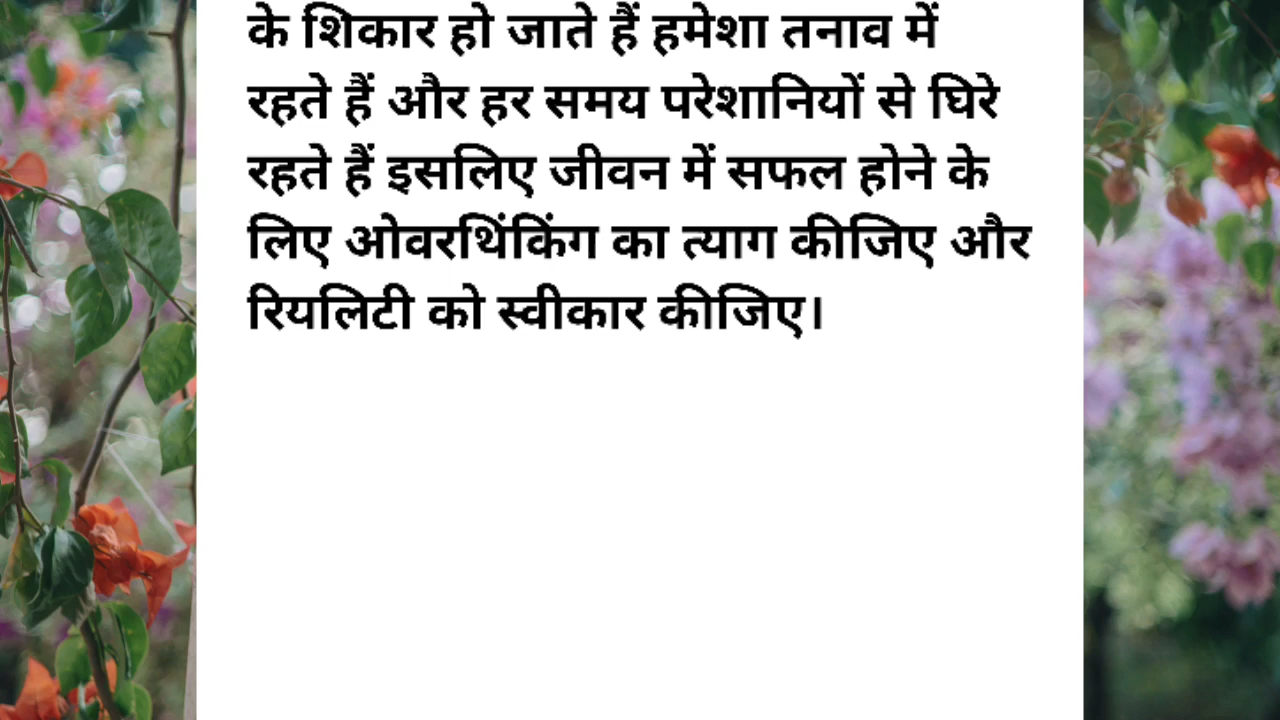 के शिकार हो जाते हैं हमेशा तनाव में
रहते हैं और हर समय परेशानियों से घिरे
रहते हैं इसलिए जीवन में सफल होने के
लिए ओवरथिंकिंग का त्याग कीजिए और
रियलिटी को स्वीकार कीजिए।